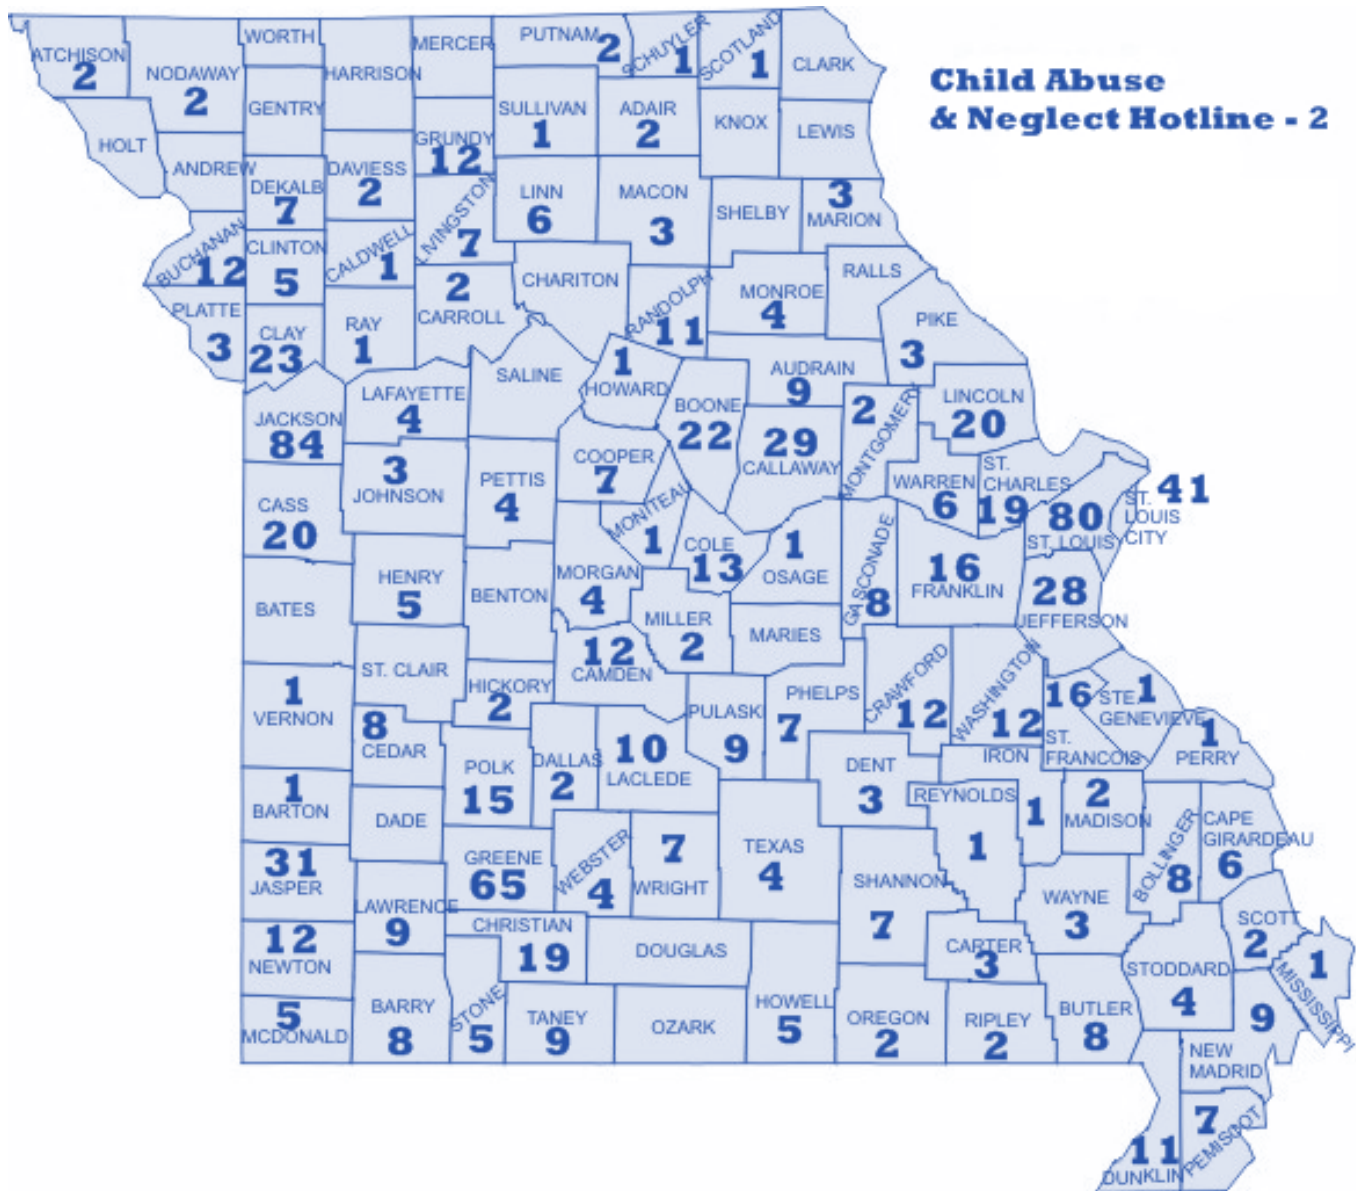 Child Abuse
& Neglect Hotline - 2
ATCHISON
2
NODAWAY
2
WORTH
HARRISON
MERCER
PUTNAM
2
SCHUYLER
1
SCOTLAND
1
CLARK
HOLT
GENTRY
GRUNDY
12
SULLIVAN
1
ADAIR
2
KNOX
LEWIS
ANDREW
DEKALB
7
DAVIESS
2
LIVINGSTON
7
LINN
6
MACON
3
SHELBY
3
MARION
BUCHANAN
12
CLINTON
5
CALDWELL
1
2
CARROLL
CHARITON
RANDOLPH
11
MONROE
4
RALLS
PLATTE
3
CLAY
23
RAY
1
PIKE
3
JACKSON
84
LAFAYETTE
4
SALINE
1
HOWARD
BOONE
22
AUDRAIN
9
29
CALLAWAY
2
MONTGOMERY
LINCOLN
20
CASS
20
3
JOHNSON
PETTIS
4
COOPER
7
MONITEAU
1
COLE
13
1
OSAGE
GASCONADE
8
WARREN
6
ST.
CHARLES
19
80
ST. LOUIS
41
ST.
LOUIS
CITY
BATES
HENRY
5
BENTON
MORGAN
4
MILLER
2
MARIES
16
FRANKLIN
28
JEFFERSON
1
VERNON
ST. CLAIR
HICKORY
2
12
CAMDEN
PULASKI
9
PHELPS
7
CRAWFORD
12
WASHINGTON
12
16
ST.
FRANCOIS
1
STE.
GENEVIEVE
1
PERRY
8
CEDAR
POLK
15
DALLAS
2
10
LACLEDE
DENT
3
IRON
1
REYNOLDS
1
2
MADISON
BOLLINGER
8
CAPE
GIRARDEAU
6
1
BARTON
DADE
31
JASPER
GREENE
65
WEBSTER
4
7
WRIGHT
TEXAS
4
SHANNON
7
WAYNE
3
LAWRENCE
9
CHRISTIAN
19
DOUGLAS
CARTER
3
STODDARD
4
SCOTT
2
1
MISSISSIPPI
12
NEWTON
5
MCDONALD
BARRY
8
STONE
5
TANEY
9
OZARK
HOWELL
5
OREGON
2
RIPLEY
2
BUTLER
8
9
NEW
MADRID
11
DUNKLIN
7
PEMISCOT